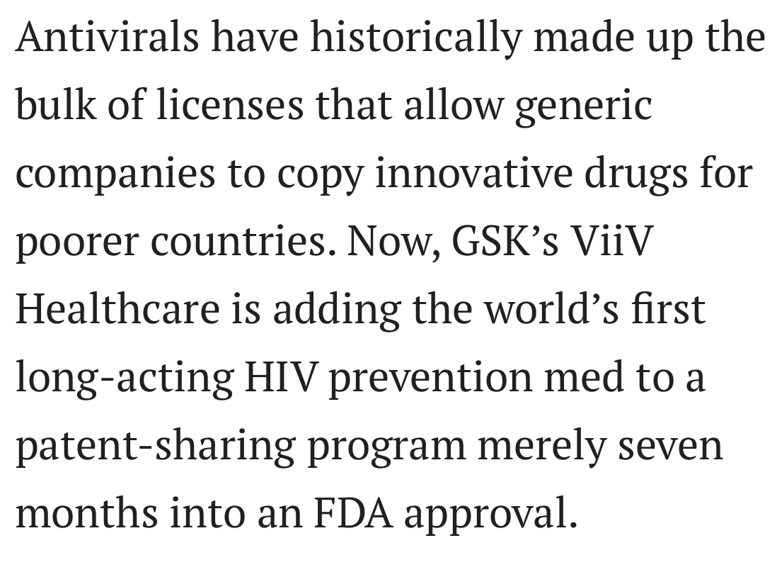 Antivirals have historically made up the
bulk of licenses that allow generic
companies to copy innovative drugs for
poorer countries. Now, GSK’s ViiV
Healthcare is adding the world’s first
long-acting HIV prevention med to a
patent-sharing program merely seven
months into an FDA approval.